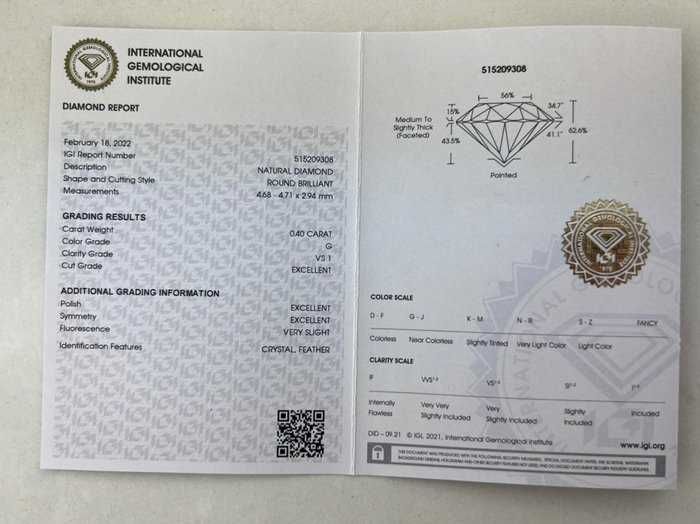 INTERNATIONAL
GEMOLOGICAL
INSTITUTE
DIAMOND REPORT
February 18, 2022
IGI Report Number 515209308
Description NATURAL DIAMOND
Shape and Cutting Style ROUND BRILLIANT
Measurements 4.68 - 4.71 x 2.94 mm
GRADING RESULTS
Carat Weight 0.40 CARAT
Color Grade G
Clarity Grade VS 1
Cut Grade EXCELLENT
ADDITIONAL GRADING INFORMATION
Polish EXCELLENT
Symmetry EXCELLENT
Fluorescence VERY SLIGHT
Identification Features CRYSTAL, FEATHER
515209308
56%
15% 34.7°
Medium To
Slightly Thick
(Faceted)
43.5% 41.1° 62.6%
Pointed
COLOR SCALE
D - F G - J K - M N - R S - Z FANCY
Colorless Near Colorless Slightly Tinted Very Light Color Light Color
CLARITY SCALE
IF VVS¹⁻² VS¹⁻² SI¹⁻² I¹⁻³
Internally Very Very Very Slightly Included
Flawless Slightly Included Slightly Included Included
DID - 09.21 © IGI, 2021, International Gemological Institute
www.igi.org